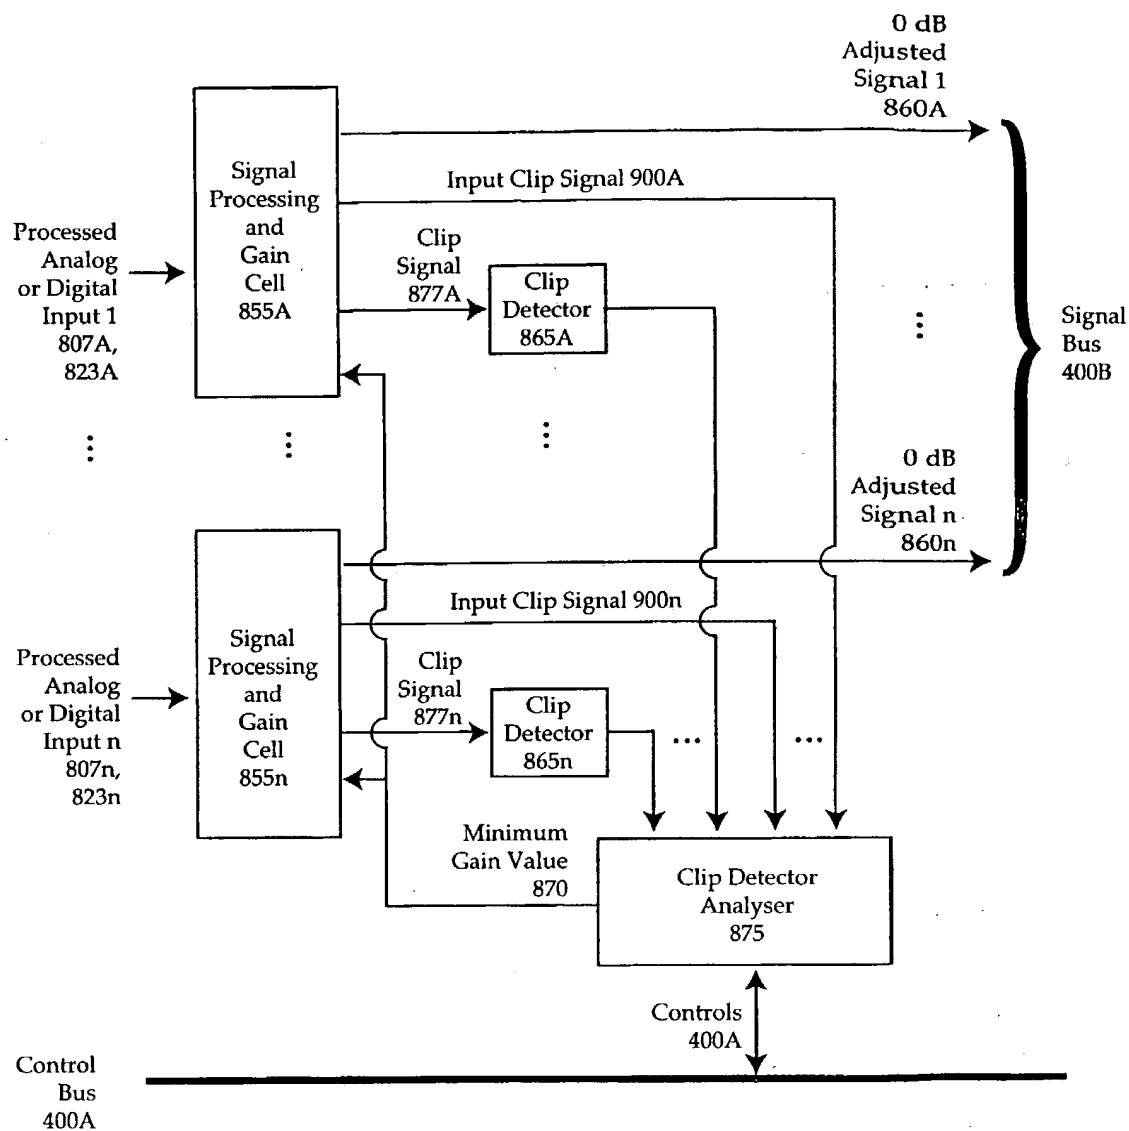 0 dB
Adjusted
Signal 1
860A
Signal
Processing
and
Gain
Cell
855A
Input Clip Signal 900A
Processed
Analog
or Digital
Input 1
807A,
823A
Clip
Signal
877A
Clip
Detector
865A
Signal
Bus
400B
0 dB
Adjusted
Signal n
860n
Signal
Processing
and
Gain
Cell
855n
Input Clip Signal 900n
Processed
Analog
or Digital
Input n
807n,
823n
Clip
Signal
877n
Clip
Detector
865n
Minimum
Gain Value
870
Clip Detector
Analyser
875
Controls
400A
Control
Bus
400A